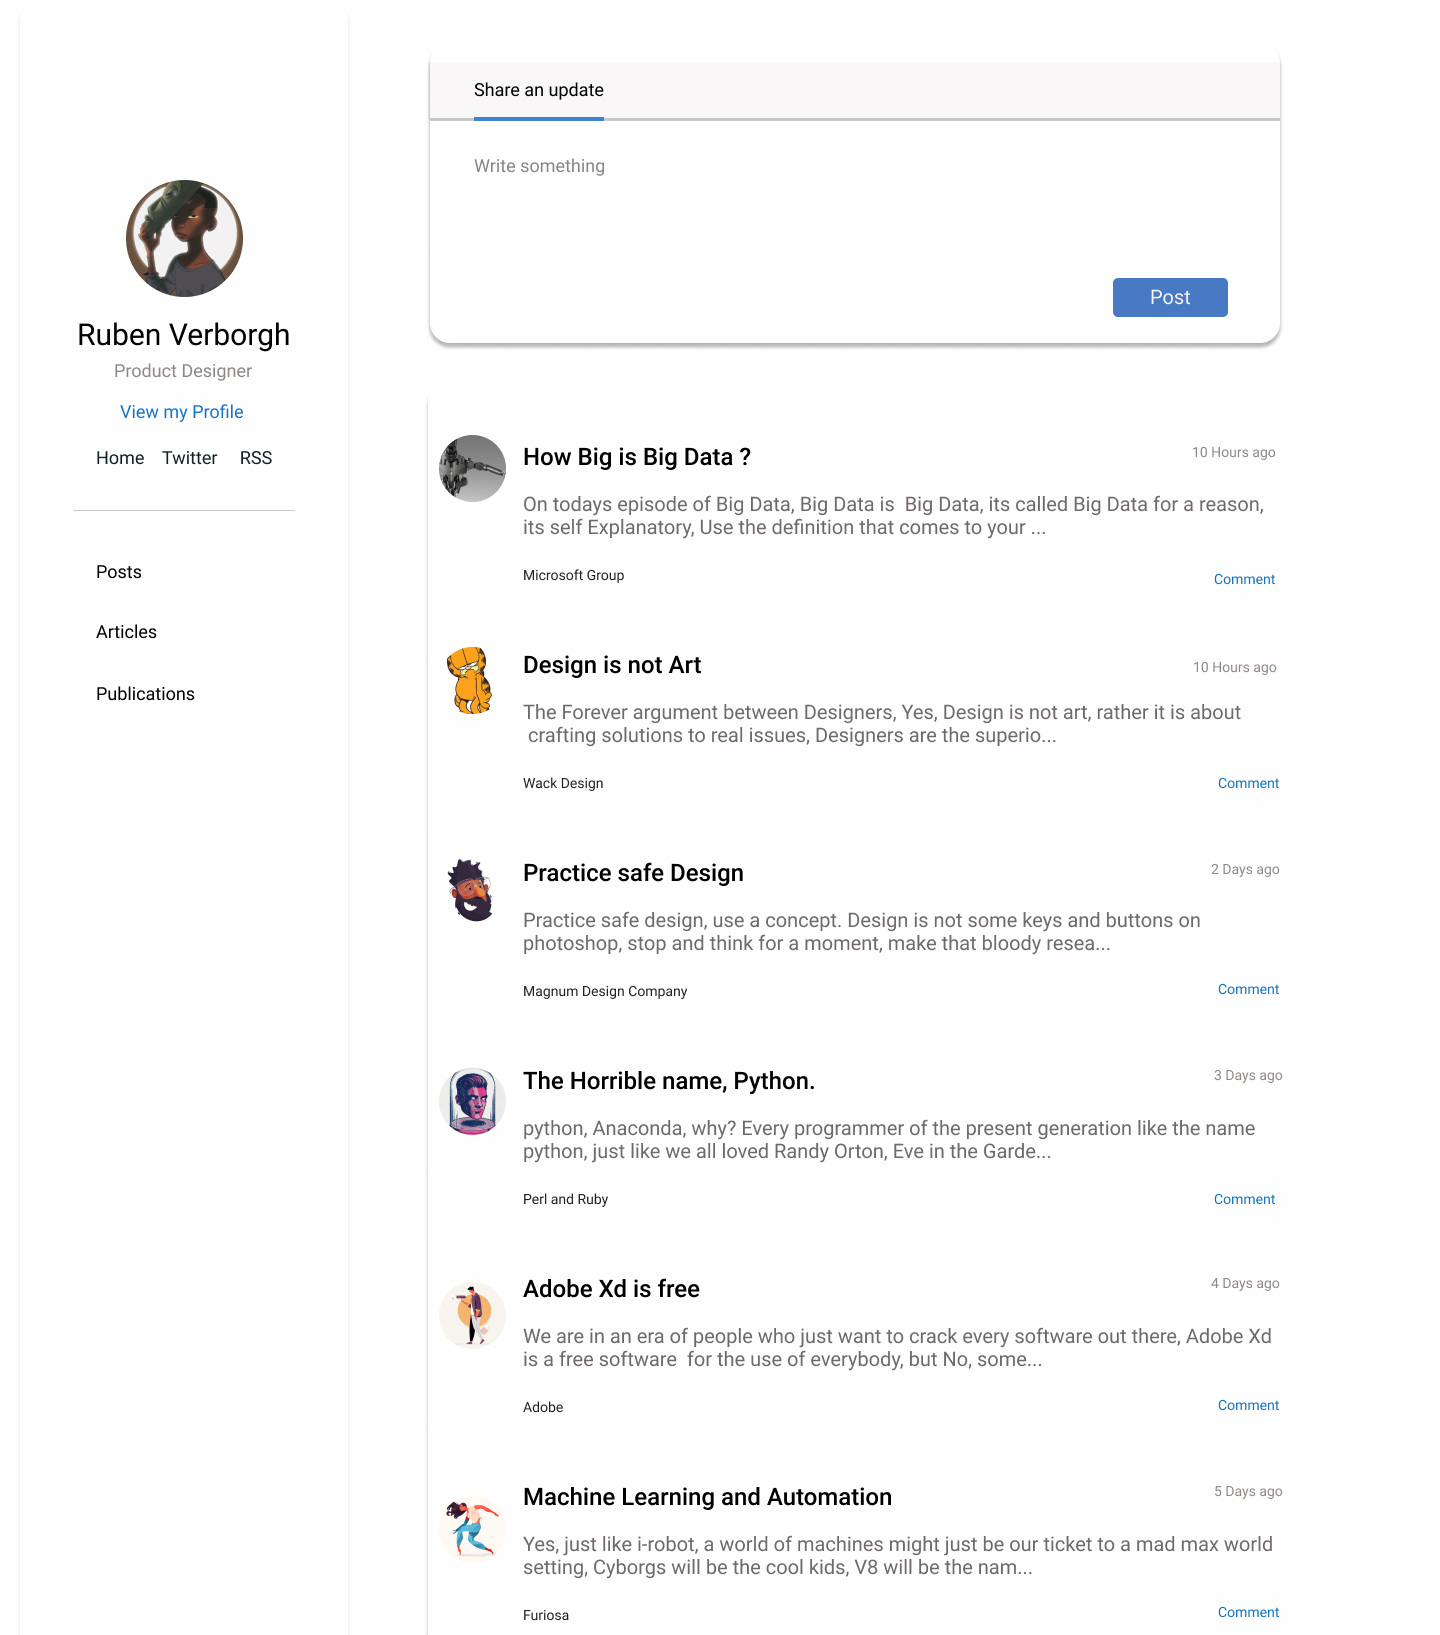 Ruben Verborgh
Product Designer
View my Profile
Home Twitter RSS
Posts
Articles
Publications
Share an update
Write something
Post
How Big is Big Data ?
10 Hours ago
On todays episode of Big Data, Big Data is  Big Data, its called Big Data for a reason,
its self Explanatory, Use the definition that comes to your ...
Microsoft Group
Comment
Design is not Art
10 Hours ago
The Forever argument between Designers, Yes, Design is not art, rather it is about
crafting solutions to real issues, Designers are the superio...
Wack Design
Comment
Practice safe Design
2 Days ago
Practice safe design, use a concept. Design is not some keys and buttons on
photoshop, stop and think for a moment, make that bloody resea...
Magnum Design Company
Comment
The Horrible name, Python.
3 Days ago
python, Anaconda, why? Every programmer of the present generation like the name
python, just like we all loved Randy Orton, Eve in the Garde...
Perl and Ruby
Comment
Adobe Xd is free
4 Days ago
We are in an era of people who just want to crack every software out there, Adobe Xd
is a free software  for the use of everybody, but No, some...
Adobe
Comment
Machine Learning and Automation
5 Days ago
Yes, just like i-robot, a world of machines might just be our ticket to a mad max world
setting, Cyborgs will be the cool kids, V8 will be the nam...
Furiosa
Comment